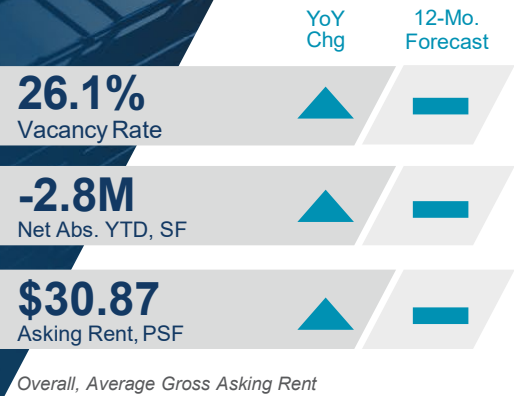 YoY Chg
12-Mo. Forecast
26.1%
Vacancy Rate
-2.8M
Net Abs. YTD, SF
$30.87
Asking Rent, PSF
Overall, Average Gross Asking Rent